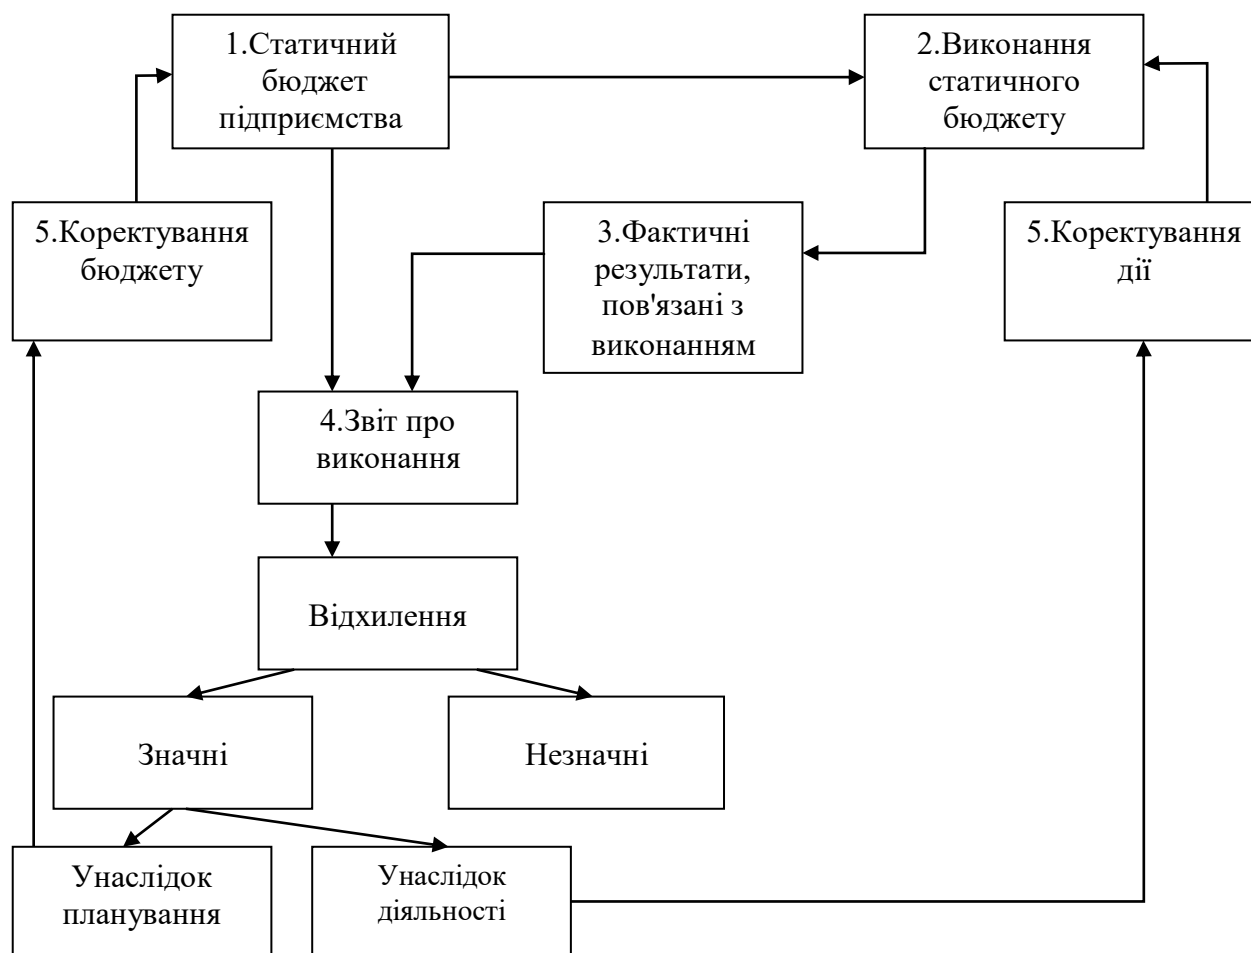 1.Статичний
бюджет
підприємства
2.Виконання
статичного
бюджету
5.Коректування
бюджету
3.Фактичні
результати,
пов'язані з
виконанням
5.Коректування
дії
4.Звіт про
виконання
Відхилення
Значні
Незначні
Унаслідок
планування
Унаслідок
діяльності